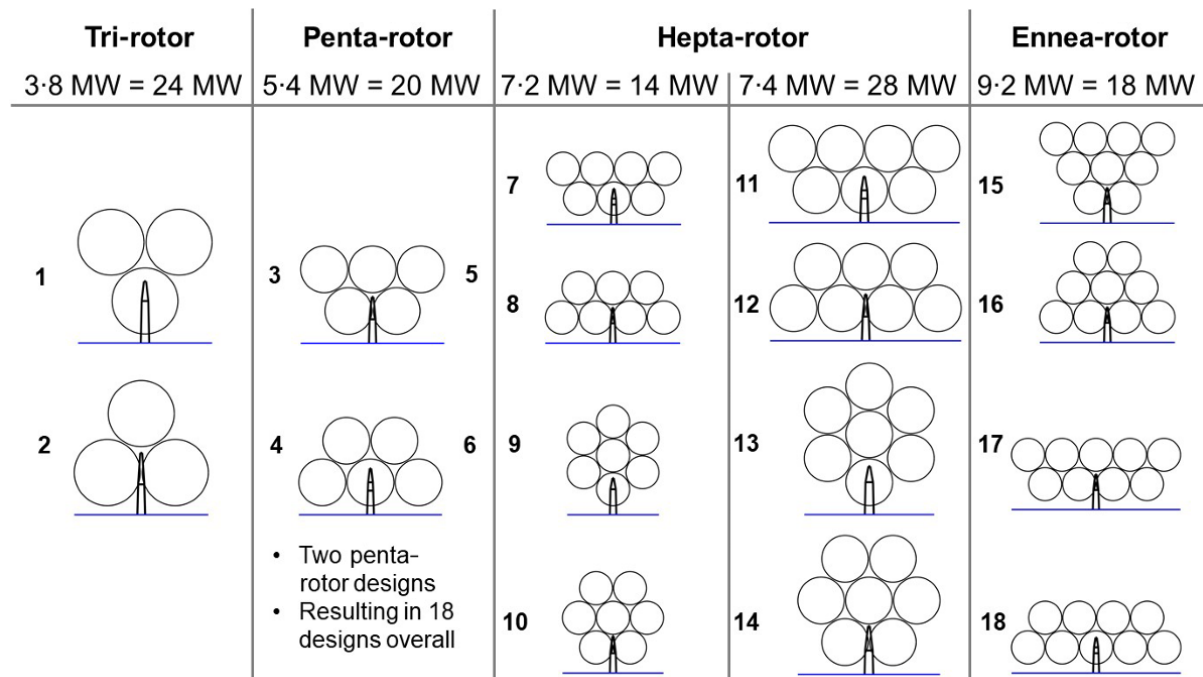 Tri-rotor
Penta-rotor
Hepta-rotor
Ennea-rotor
3·8 MW = 24 MW
5·4 MW = 20 MW
7·2 MW = 14 MW
7·4 MW = 28 MW
9·2 MW = 18 MW
1
2
3
5
4
6
• Two penta-
rotor designs
• Resulting in 18
designs overall
7
8
9
10
11
12
13
14
15
16
17
18